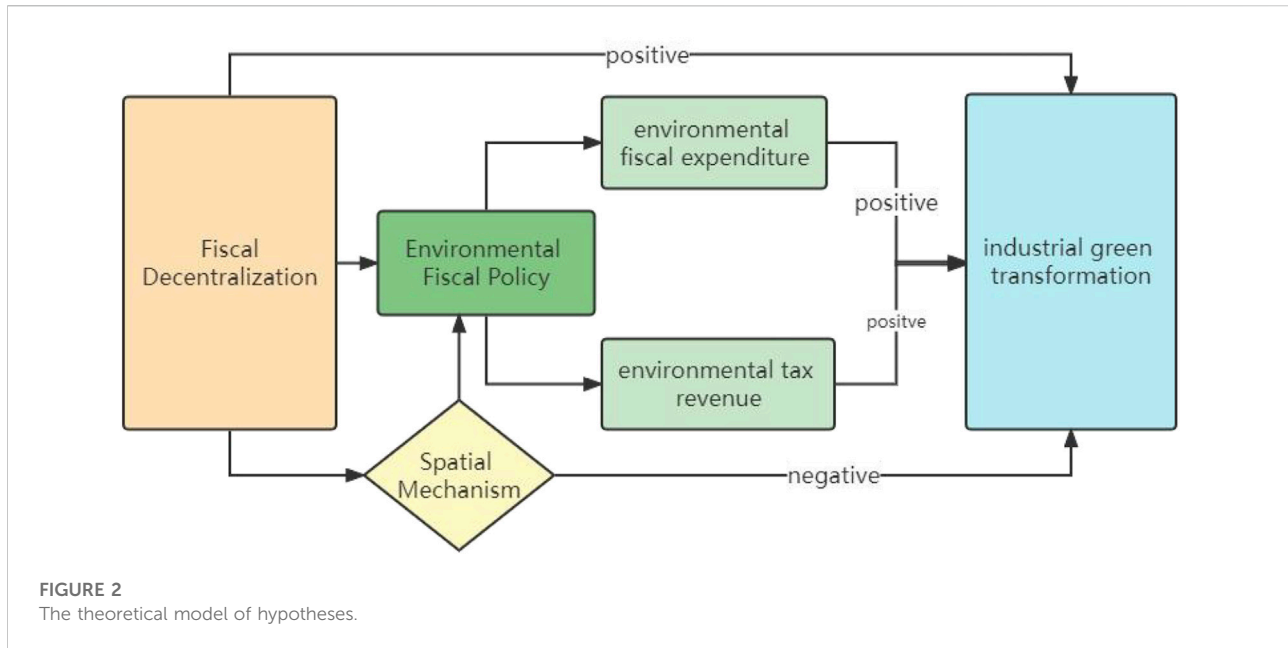 positive
Fiscal
Decentralization
Environmental
Fiscal Policy
environmental
fiscal expenditure
positive
positve
environmental tax
revenue
industrial green
transformation
Spatial
Mechanism
negative
FIGURE 2
The theoretical model of hypotheses.